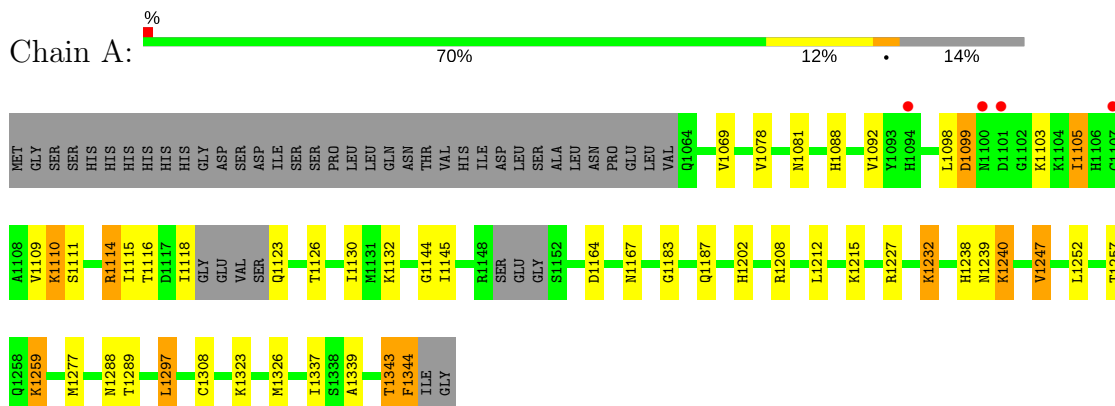 %
Chain A:
70% 12% • 14%
MET GLY SER SER HIS HIS HIS HIS HIS HIS GLY ASP SER ASP ILE SER SER PRO LEU LEU GLN ASN THR VAL HIS ILE ASP LEU SER ALA LEU ASN PRO GLU LEU VAL Q1064 V1069 V1078 N1081 H1088 V1092 Y1093 H1094 L1098 D1099 N1100 D1101 G1102 K1103 K1104 I1105 H1106 G1107
A1108 V1109 K1110 S1111 R1114 I1115 T1116 D1117 I1118 GLY GLU VAL SER Q1123 T1126 I1130 M1131 K1132 G1144 I1145 R1148 SER GLU GLY S1152 D1164 N1167 G1183 Q1187 H1202 R1208 L1212 K1215 R1227 K1232 H1238 N1239 K1240 V1247 L1252 T1257
Q1258 K1259 M1277 N1288 T1289 L1297 C1308 K1323 M1326 I1337 S1338 A1339 T1343 F1344 ILE GLY